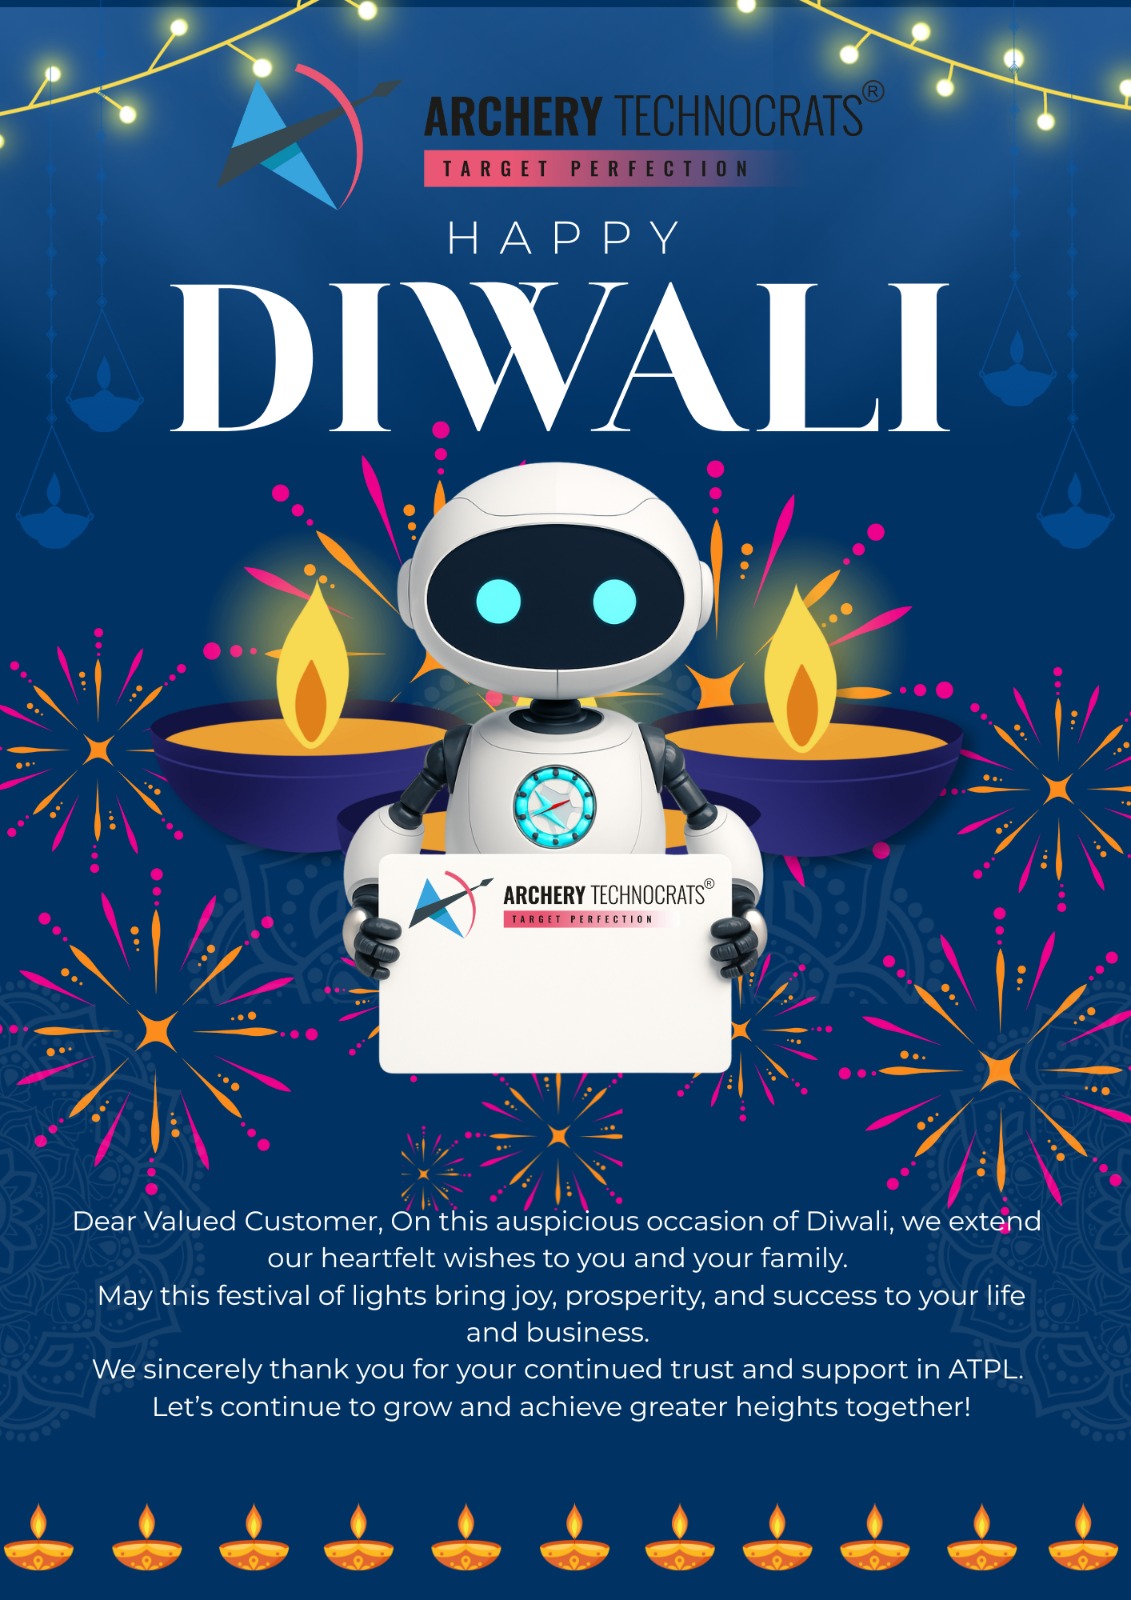 ARCHERY TECHNOCRATS®
TARGET PERFECTION
HAPPY
DIWALI
ARCHERY TECHNOCRATS®
TARGET PERFECTION
Dear Valued Customer, On this auspicious occasion of Diwali, we extend
our heartfelt wishes to you and your family.
May this festival of lights bring joy, prosperity, and success to your life
and business.
We sincerely thank you for your continued trust and support in ATPL.
Let’s continue to grow and achieve greater heights together!